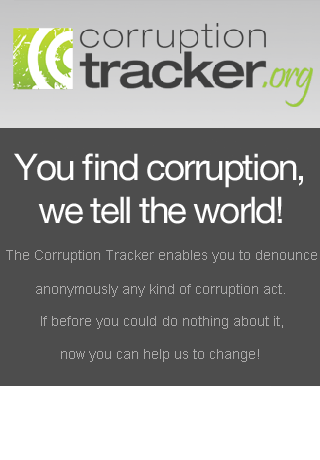 corruption
tracker.org
You find corruption,
we tell the world!
The Corruption Tracker enables you to denounce
anonymously any kind of corruption act.
If before you could do nothing about it,
now you can help us to change!